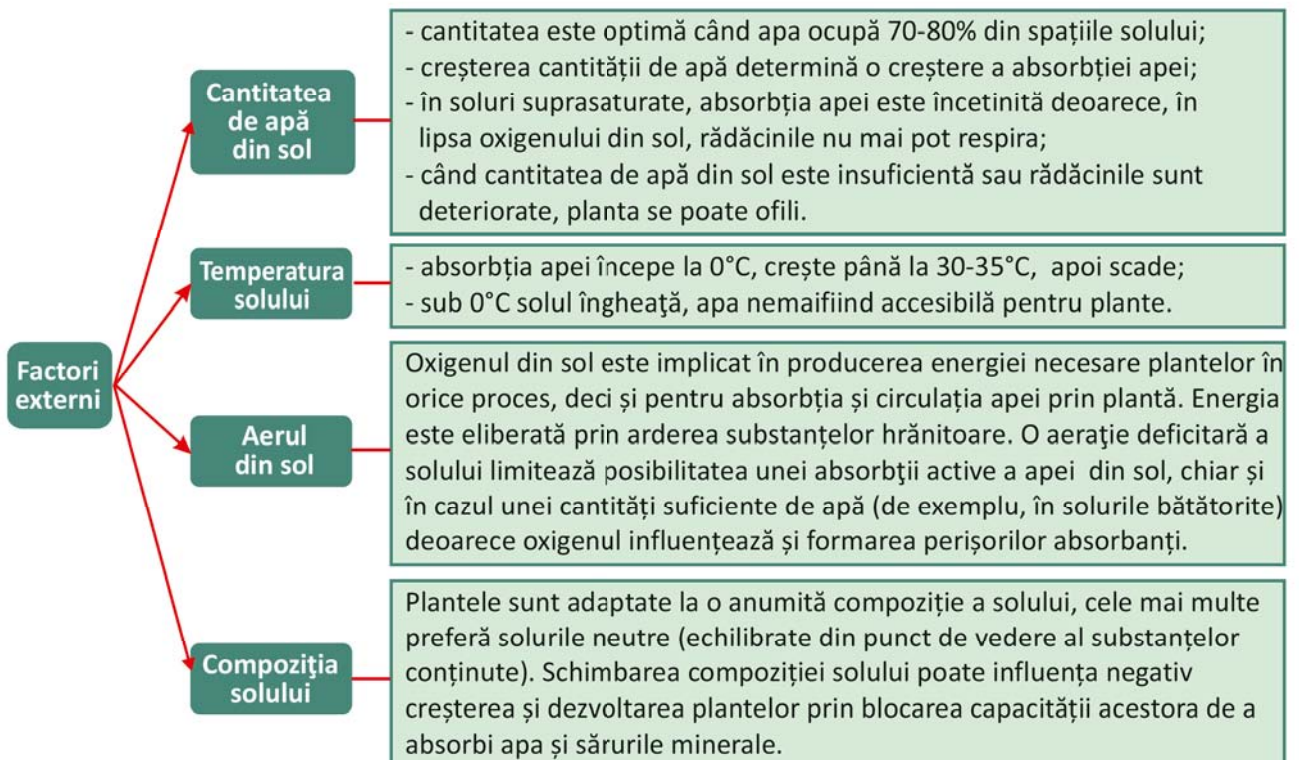 Factori
externi
Cantitatea
de apă
din sol
- cantitatea este optimă când apa ocupă 70-80% din spațiile solului;
- creșterea cantității de apă determină o creștere a absorbției apei;
- în soluri suprasaturate, absorbția apei este încetinită deoarece, în
lipsa oxigenului din sol, rădăcinile nu mai pot respira;
- când cantitatea de apă din sol este insuficientă sau rădăcinile sunt
deteriorate, planta se poate ofili.
Temperatura
solului
- absorbția apei începe la 0°C, crește până la 30-35°C, apoi scade;
- sub 0°C solul îngheaţă, apa nemaifiind accesibilă pentru plante.
Aerul
din sol
Oxigenul din sol este implicat în producerea energiei necesare plantelor în
orice proces, deci și pentru absorbția și circulația apei prin plantă. Energia
este eliberată prin arderea substanțelor hrănitoare. O aeraţie deficitară a
solului limitează posibilitatea unei absorbţii active a apei din sol, chiar și
în cazul unei cantități suficiente de apă (de exemplu, în solurile bătătorite)
deoarece oxigenul influențează și formarea perișorilor absorbanți.
Compoziţia
solului
Plantele sunt adaptate la o anumită compoziție a solului, cele mai multe
preferă solurile neutre (echilibrate din punct de vedere al substanțelor
conținute). Schimbarea compoziției solului poate influența negativ
creșterea și dezvoltarea plantelor prin blocarea capacității acestora de a
absorbi apa și sărurile minerale.